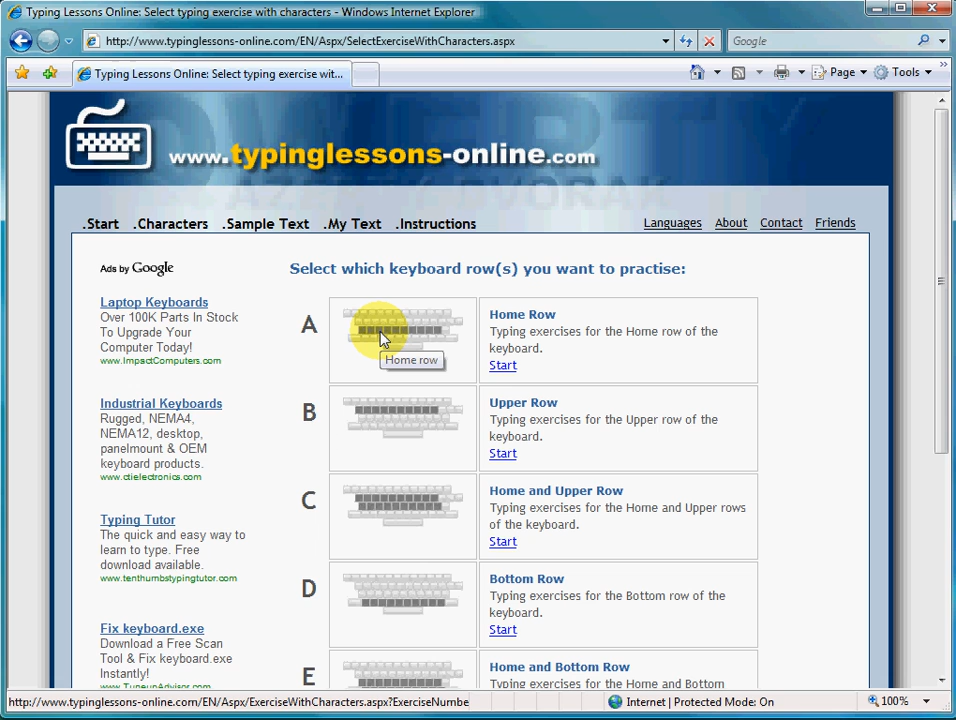 Typing Lessons Online: Select typing exercise with characters - Windows Internet Explorer
http://www.typinglessons-online.com/EN/Aspx/SelectExerciseWithCharacters.aspx
Google
Typing Lessons Online: Select typing exercise wit...
Page
Tools
QWERTY
AZERTY DVORAK
www.typinglessons-online.com
.Start .Characters .Sample Text .My Text .Instructions
Languages About Contact Friends
Ads by Google
Laptop Keyboards
Over 100K Parts In Stock
To Upgrade Your
Computer Today!
www.ImpactComputers.com
Industrial Keyboards
Rugged, NEMA4,
NEMA12, desktop,
panelmount & OEM
keyboard products.
www.ctielectronics.com
Typing Tutor
The quick and easy way to
learn to type. Free
download available.
www.tenthumbstypingtutor.com
Fix keyboard.exe
Download a Free Scan
Tool & Fix keyboard.exe
Instantly!
www.TuneupAdvisor.com
Select which keyboard row(s) you want to practise:
A
Home row
Home Row
Typing exercises for the Home row of the
keyboard.
Start
B
Upper Row
Typing exercises for the Upper row of the
keyboard.
Start
C
Home and Upper Row
Typing exercises for the Home and Upper rows
of the keyboard.
Start
D
Bottom Row
Typing exercises for the Bottom row of the
keyboard.
Start
E
Home and Bottom Row
Typing exercises for the Home and Bottom
http://www.typinglessons-online.com/EN/Aspx/ExerciseWithCharacters.aspx?ExerciseNumbe
Internet | Protected Mode: On
100%